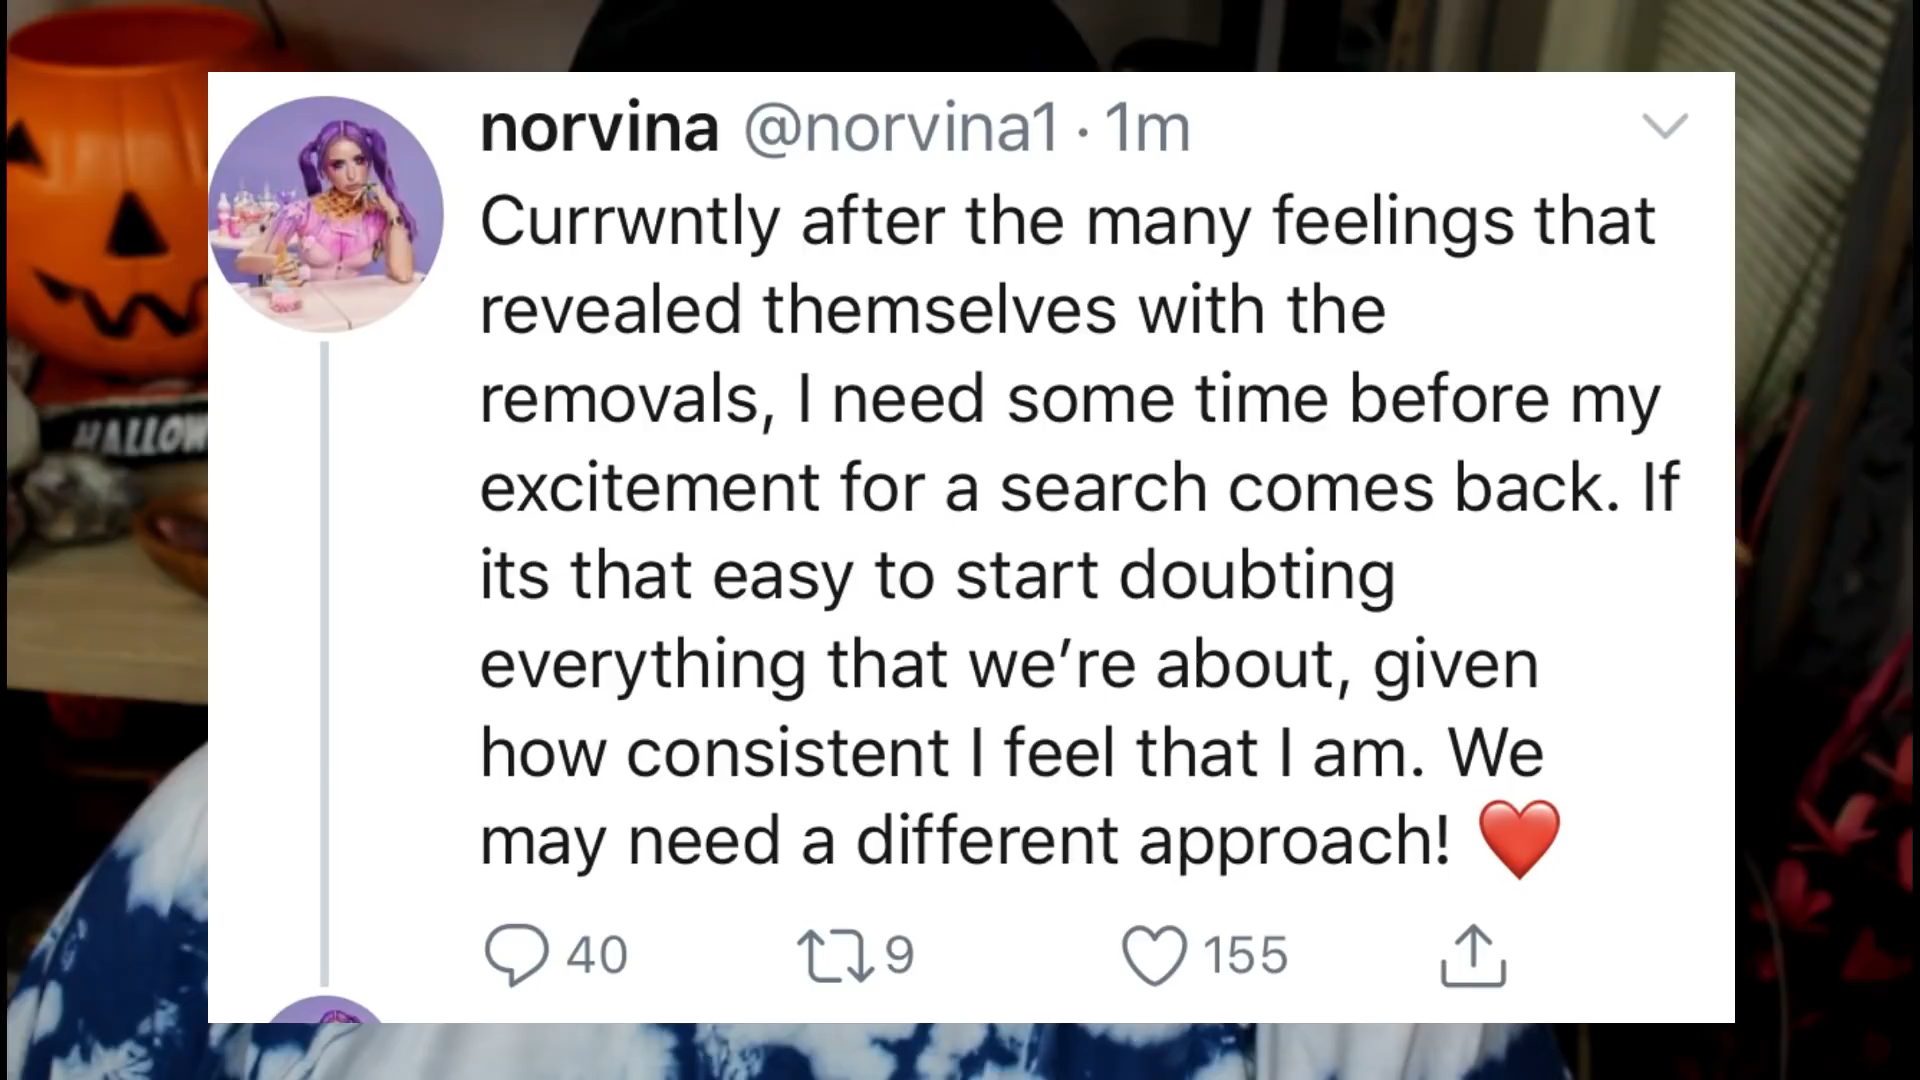 norvina @norvina1 · 1m
Currwntly after the many feelings that
revealed themselves with the
removals, I need some time before my
excitement for a search comes back. If
its that easy to start doubting
everything that we’re about, given
how consistent I feel that I am. We
may need a different approach! ❤️
40 9 155
HALLOW